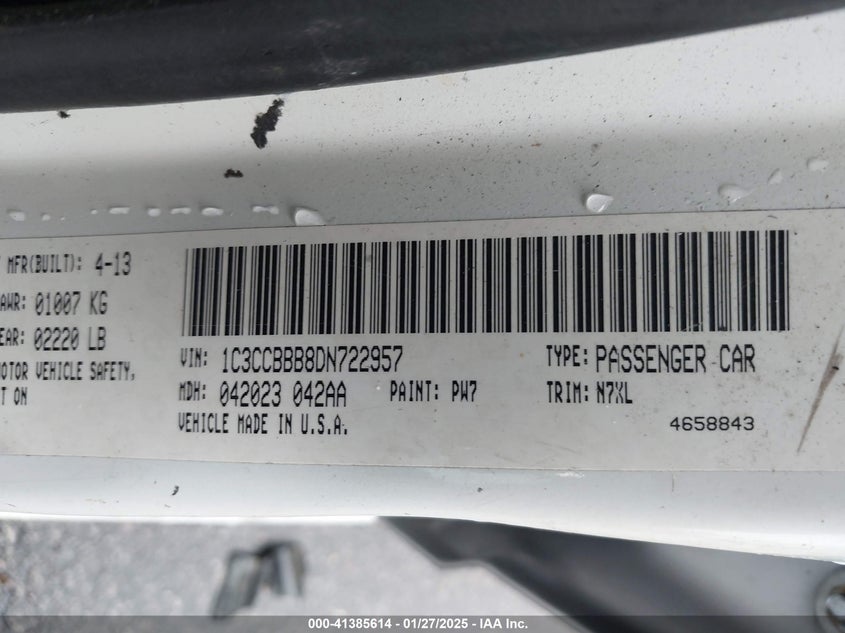 MFR(BUILT): 4-13
AWR: 01007 KG
EAR: 02220 LB
MOTOR VEHICLE SAFETY,
T ON
VIN: 1C3CCBBB8DN722957
TYPE: PASSENGER CAR
MDH: 042023 042AA
PAINT: PW7
TRIM: N7XL
VEHICLE MADE IN U.S.A.
4658843
000-41385614 - 01/27/2025 - IAA Inc.